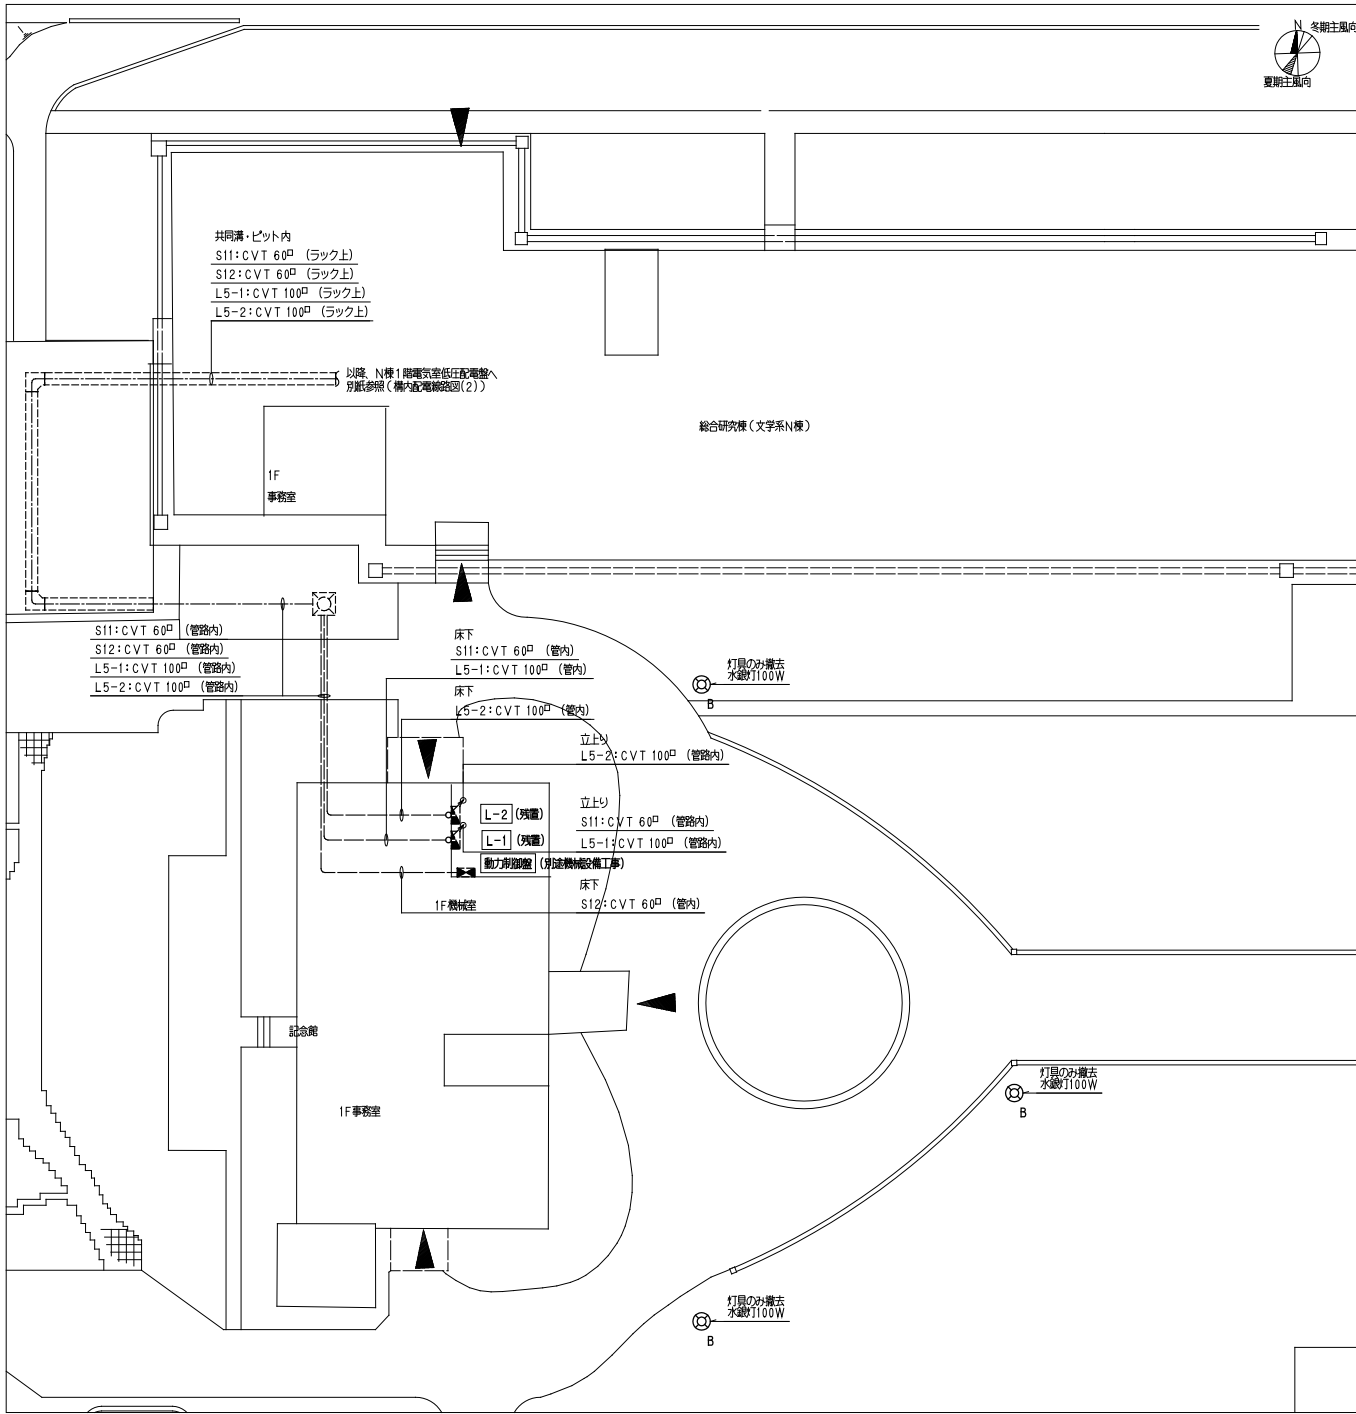 N
冬期主風向
夏期主風向
共同溝・ピット内
S11：CVT 60□ （ラック上）
S12：CVT 60□ （ラック上）
L5-1：CVT 100□ （ラック上）
L5-2：CVT 100□ （ラック上）
以降、N棟1階電気室低圧配電盤へ
別紙参照（構内配電線路図(2)）
総合研究棟（文学系N棟）
1F
事務室
S11：CVT 60□ （管路内）
S12：CVT 60□ （管路内）
L5-1：CVT 100□ （管路内）
L5-2：CVT 100□ （管路内）
床下
S11：CVT 60□ （管内）
L5-1：CVT 100□ （管内）
床下
L5-2：CVT 100□ （管内）
灯具のみ撤去
水銀灯100W
B
立上り
L5-2：CVT 100□ （管路内）
立上り
S11：CVT 60□ （管路内）
L5-1：CVT 100□ （管路内）
L-2 （残置）
L-1 （残置）
動力制御盤 （別途機械設備工事）
床下
S12：CVT 60□ （管内）
1F機械室
記念館
1F事務室
灯具のみ撤去
水銀灯100W
B
灯具のみ撤去
水銀灯100W
B